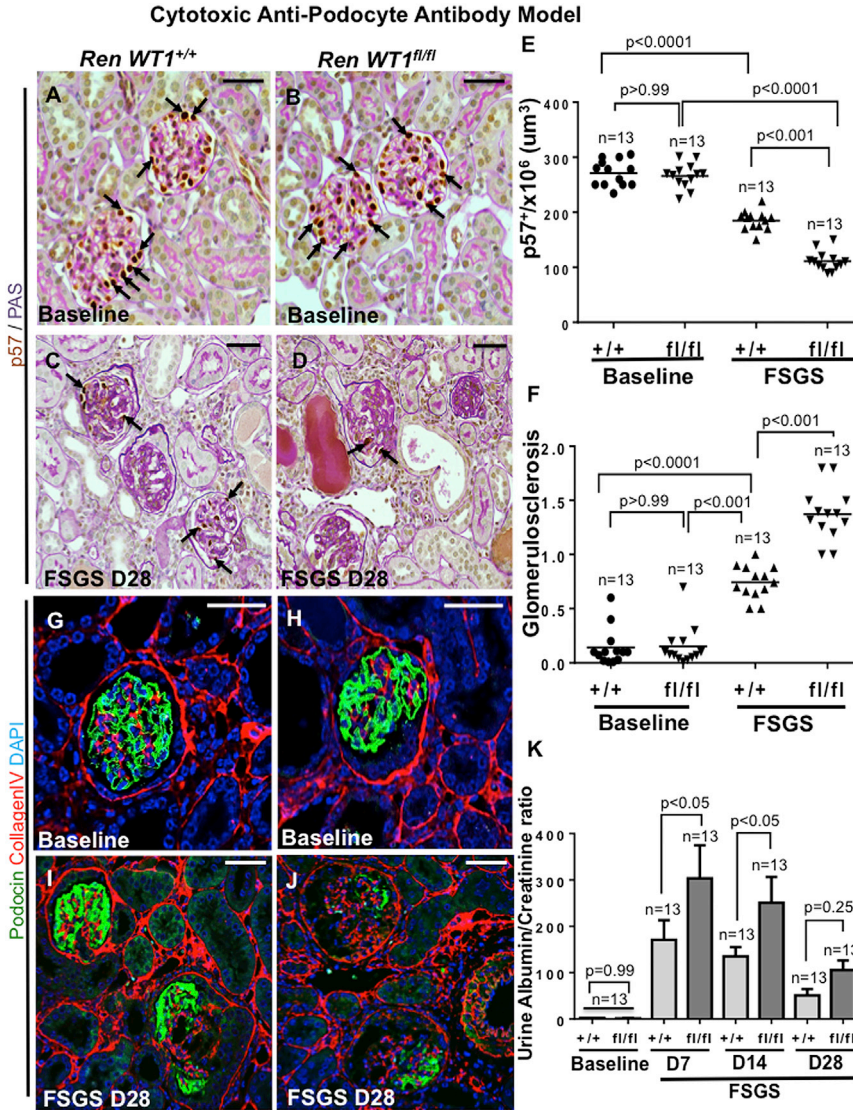 Cytotoxic Anti-Podocyte Antibody Model
Ren WT1+/+
Ren WT1fl/fl
p57 / PAS
A
Baseline
B
Baseline
C
FSGS D28
D
FSGS D28
Podocin CollagenIV DAPI
G
Baseline
H
Baseline
I
FSGS D28
J
FSGS D28
E
p57+/x10⁶ (um³)
400
300
200
100
0
p<0.0001
p>0.99
p<0.0001
p<0.001
n=13
n=13
n=13
n=13
+/+ fl/fl +/+ fl/fl
Baseline FSGS
F
Glomerulosclerosis
2.0
1.5
1.0
0.5
0.0
p<0.001
p<0.0001
p>0.99
p<0.001
n=13
n=13
n=13
n=13
+/+ fl/fl +/+ fl/fl
Baseline FSGS
K
Urine Albumin/Creatinine ratio
400
300
200
100
0
p<0.05
p<0.05
p=0.25
p=0.99
n=13
n=13
n=13
n=13
n=13
n=13
n=13
+/+ fl/fl +/+ fl/fl +/+ fl/fl +/+ fl/fl
Baseline D7 D14 D28
FSGS